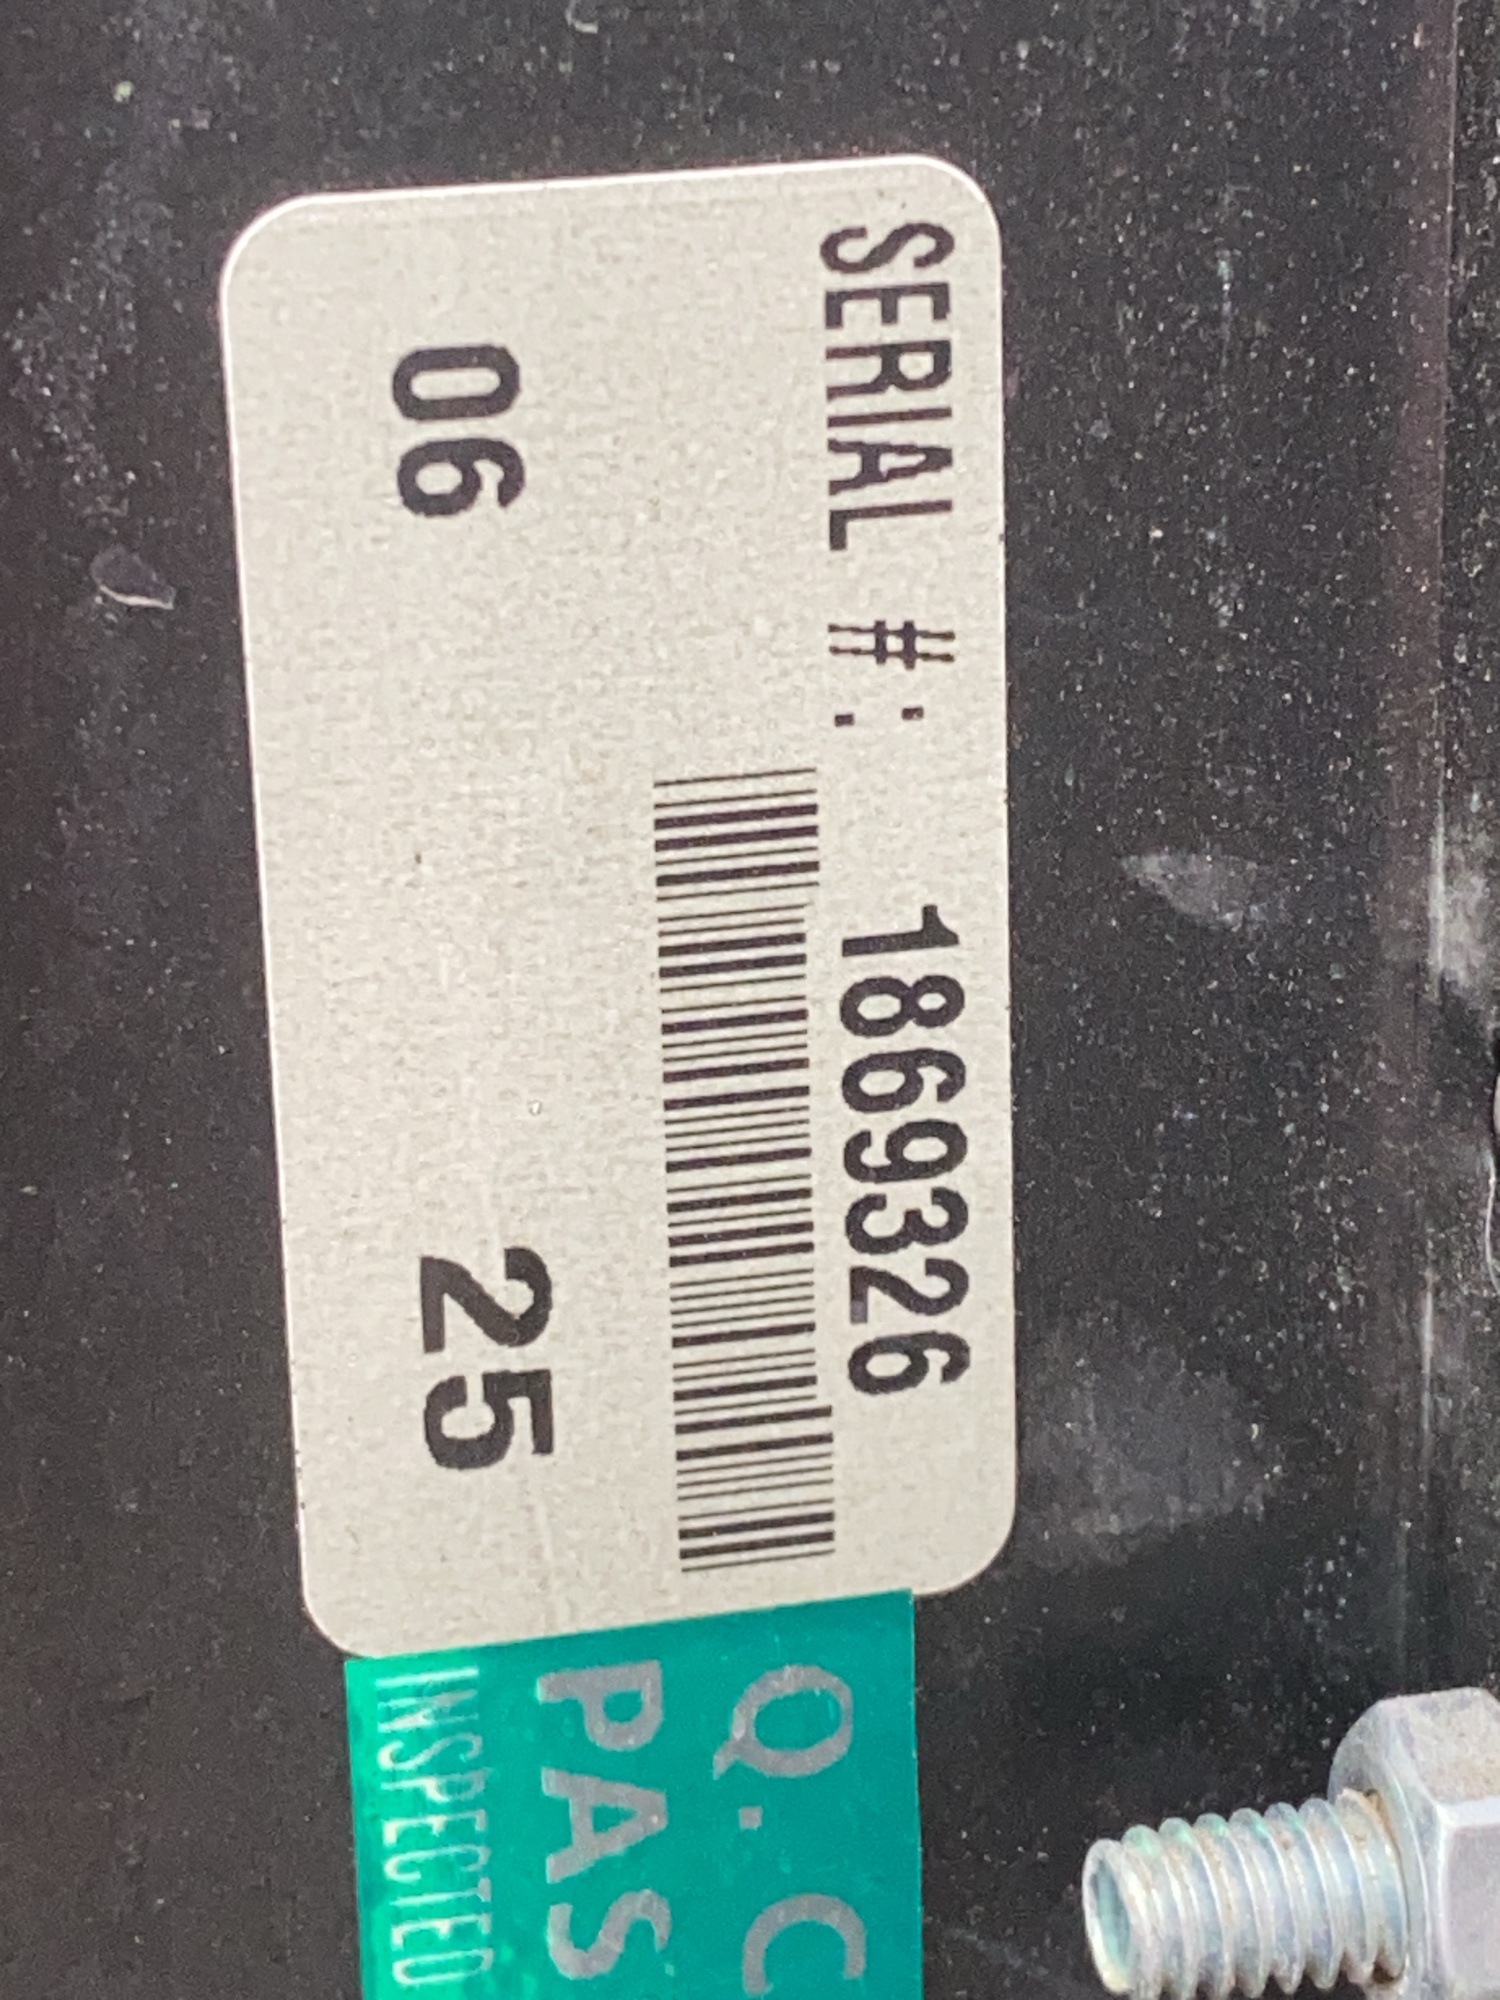 SERIAL #: 1869326
06 25
Q.C
PAS
INSPECTED